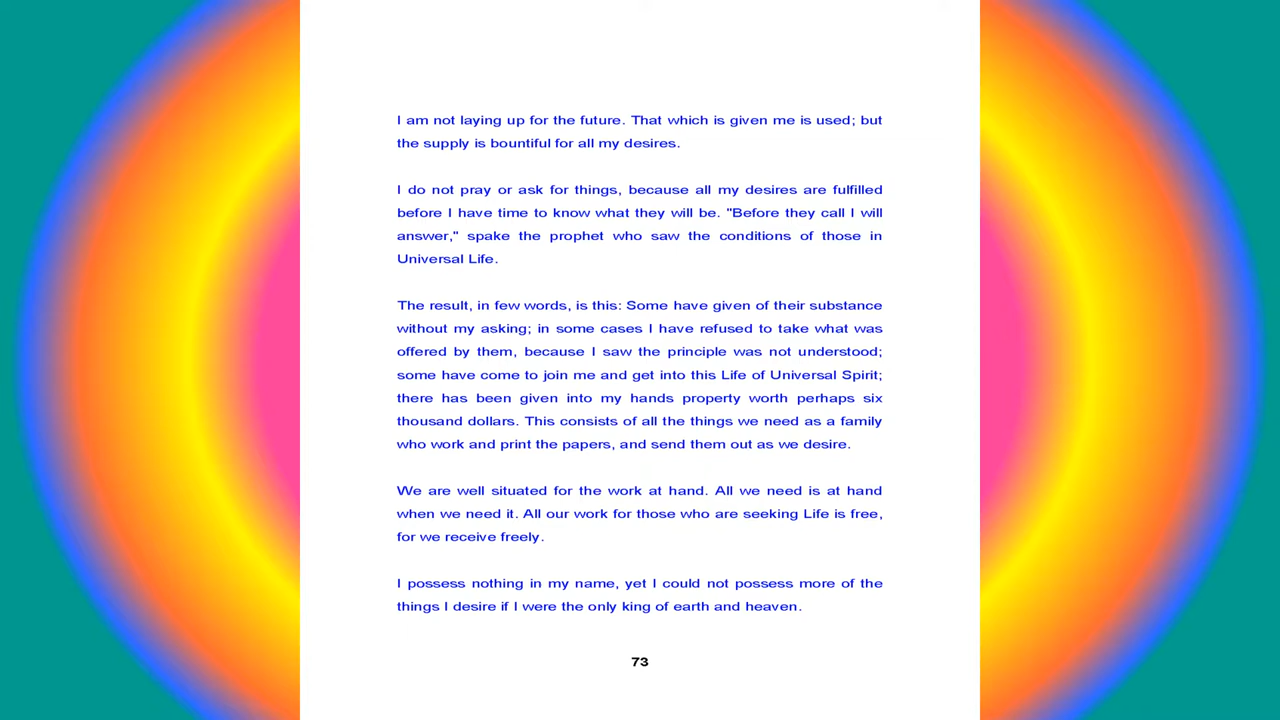 I am not laying up for the future. That which is given me is used; but
the supply is bountiful for all my desires.
I do not pray or ask for things, because all my desires are fulfilled
before I have time to know what they will be. "Before they call I will
answer," spake the prophet who saw the conditions of those in
Universal Life.
The result, in few words, is this: Some have given of their substance
without my asking; in some cases I have refused to take what was
offered by them, because I saw the principle was not understood;
some have come to join me and get into this Life of Universal Spirit;
there has been given into my hands property worth perhaps six
thousand dollars. This consists of all the things we need as a family
who work and print the papers, and send them out as we desire.
We are well situated for the work at hand. All we need is at hand
when we need it. All our work for those who are seeking Life is free,
for we receive freely.
I possess nothing in my name, yet I could not possess more of the
things I desire if I were the only king of earth and heaven.
73